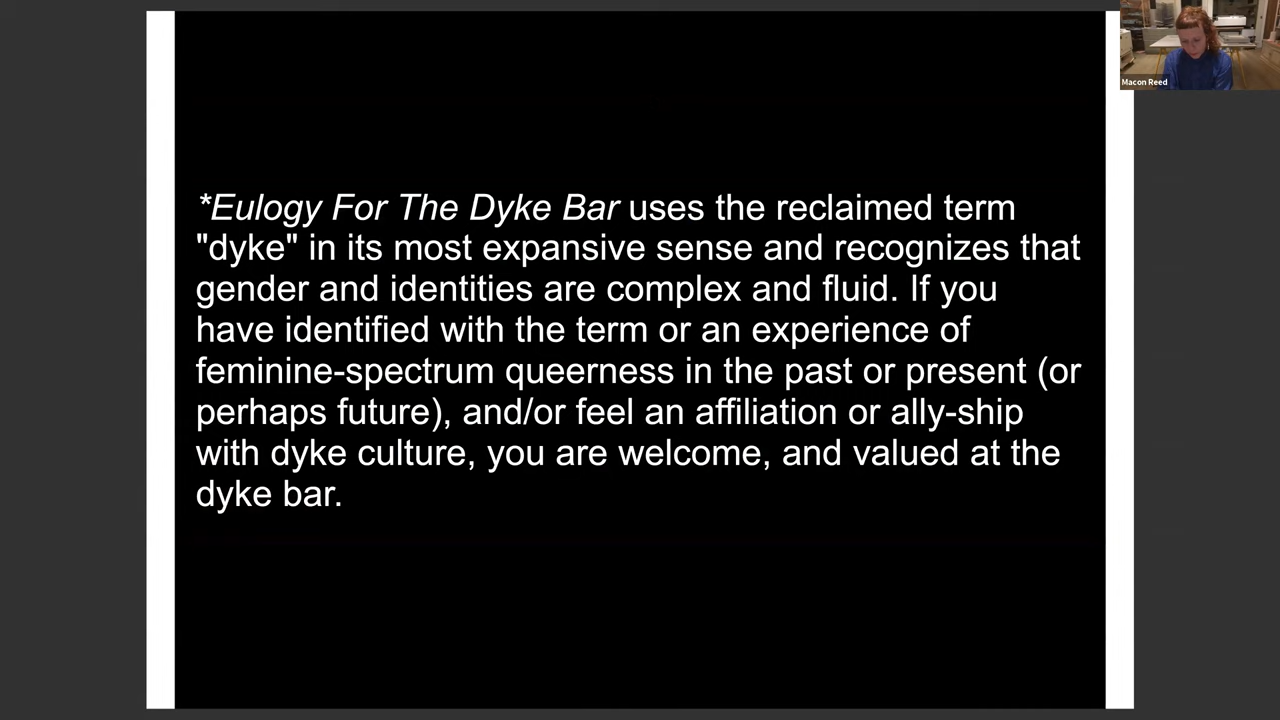 Macon Reed
*Eulogy For The Dyke Bar uses the reclaimed term
"dyke" in its most expansive sense and recognizes that
gender and identities are complex and fluid. If you
have identified with the term or an experience of
feminine-spectrum queerness in the past or present (or
perhaps future), and/or feel an affiliation or ally-ship
with dyke culture, you are welcome, and valued at the
dyke bar.